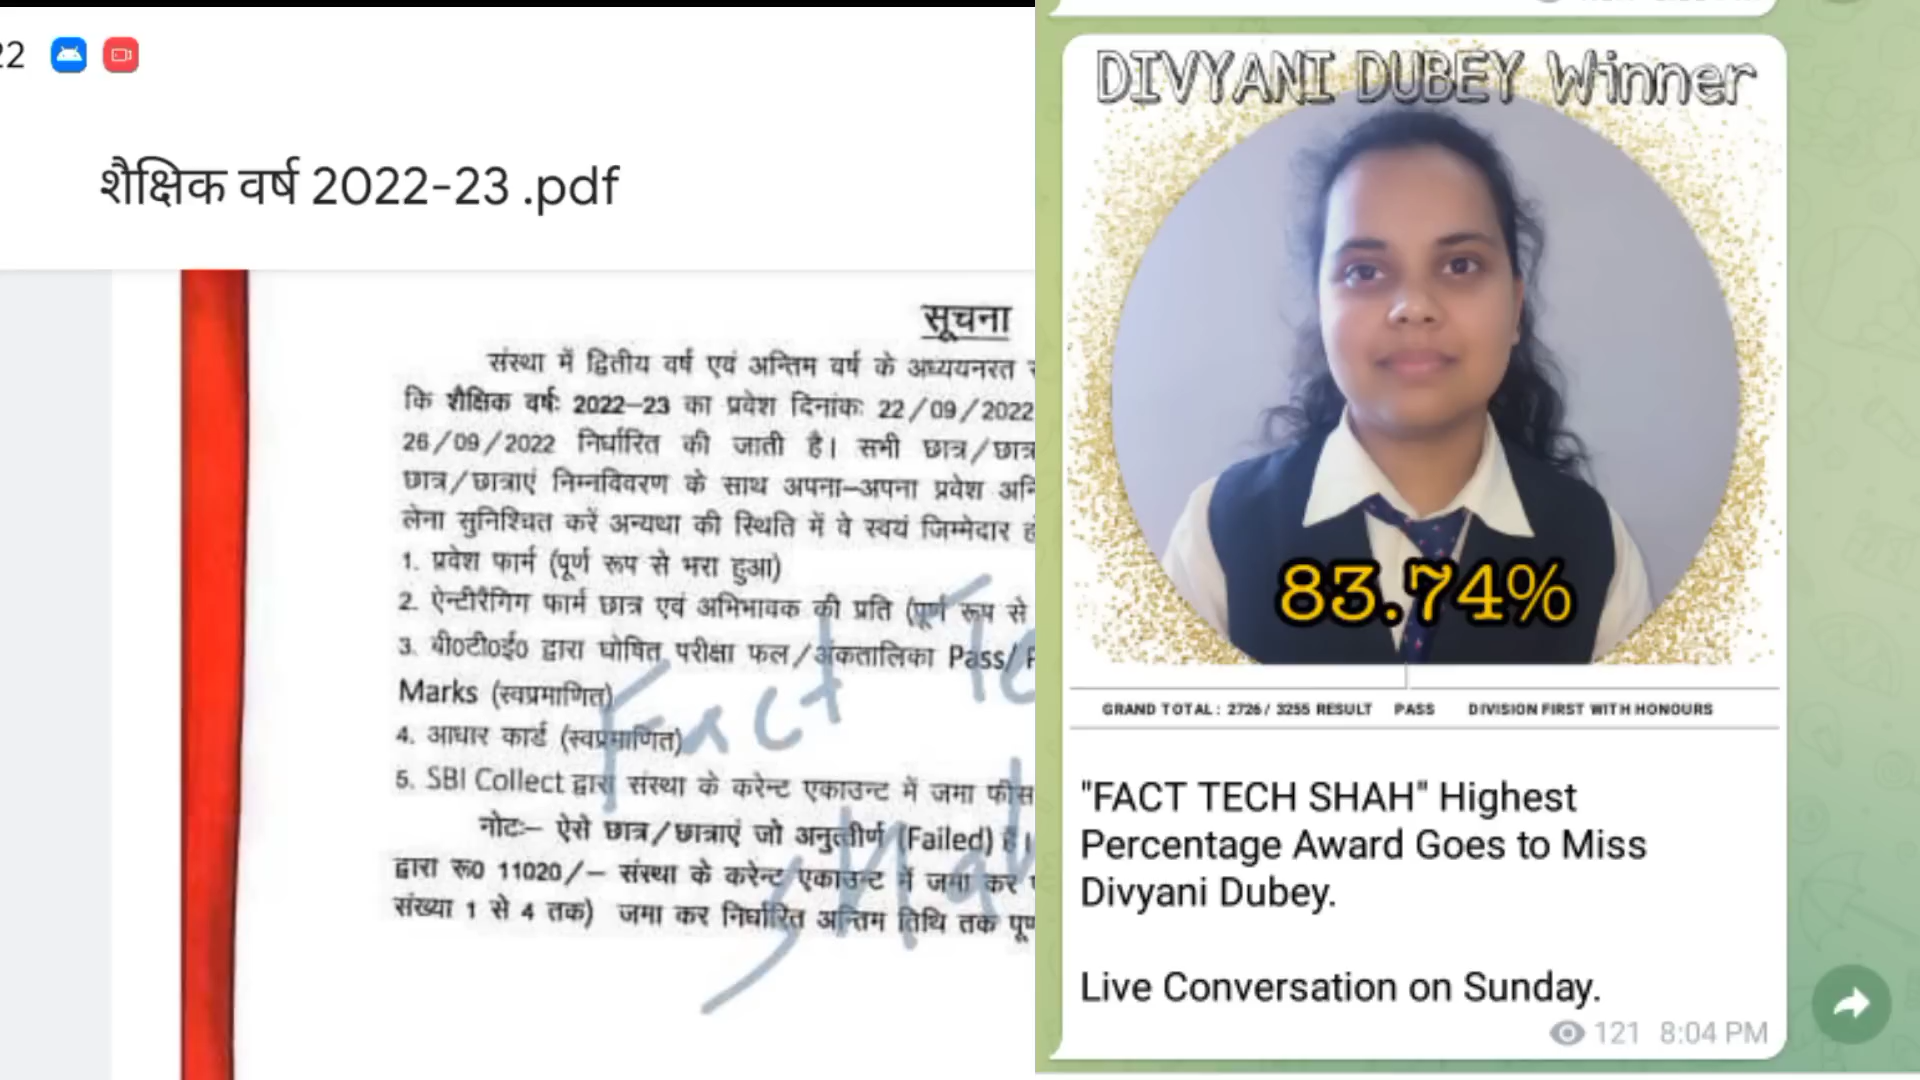 22
शैक्षिक वर्ष 2022-23 .pdf
सूचना
संस्था में द्वितीय वर्ष एवं अन्तिम वर्ष के अध्ययनरत
कि शैक्षिक वर्षः 2022–23 का प्रवेश दिनांकः 22/09/2022
26/09/2022 निर्धारित की जाती है। सभी छात्र/छात्र
छात्र/छात्राएं निम्नविवरण के साथ अपना–अपना प्रवेश
लेना सुनिश्चित करें अन्यथा की स्थिति में वे स्वयं जिम्मेदार
1. प्रवेश फार्म (पूर्ण रूप से भरा हुआ)
2. ऐन्टीरैगिग फार्म छात्र एवं अभिभावक की प्रति (पूर्ण रूप से
3. बी०टी०ई० द्वारा घोषित परीक्षा फल/अंकतालिका Pass/
Marks (स्वप्रमाणित)
4. आधार कार्ड (स्वप्रमाणित)
5. SBI Collect द्वारा संस्था के करेन्ट एकाउन्ट में जमा फीस
नोटः– ऐसे छात्र/छात्राएं जो अनुत्तीर्ण (Failed) है।
द्वारा रू0 11020/– संस्था के करेन्ट एकाउन्ट में जमा कर
संख्या 1 से 4 तक) जमा कर निर्धारित अन्तिम तिथि तक
Fact Te
Shah
DIVYANI DUBEY Winner
83.74%
GRAND TOTAL : 2726 / 3255 RESULT PASS DIVISION FIRST WITH HONOURS
"FACT TECH SHAH" Highest
Percentage Award Goes to Miss
Divyani Dubey.
Live Conversation on Sunday.
121 8:04 PM